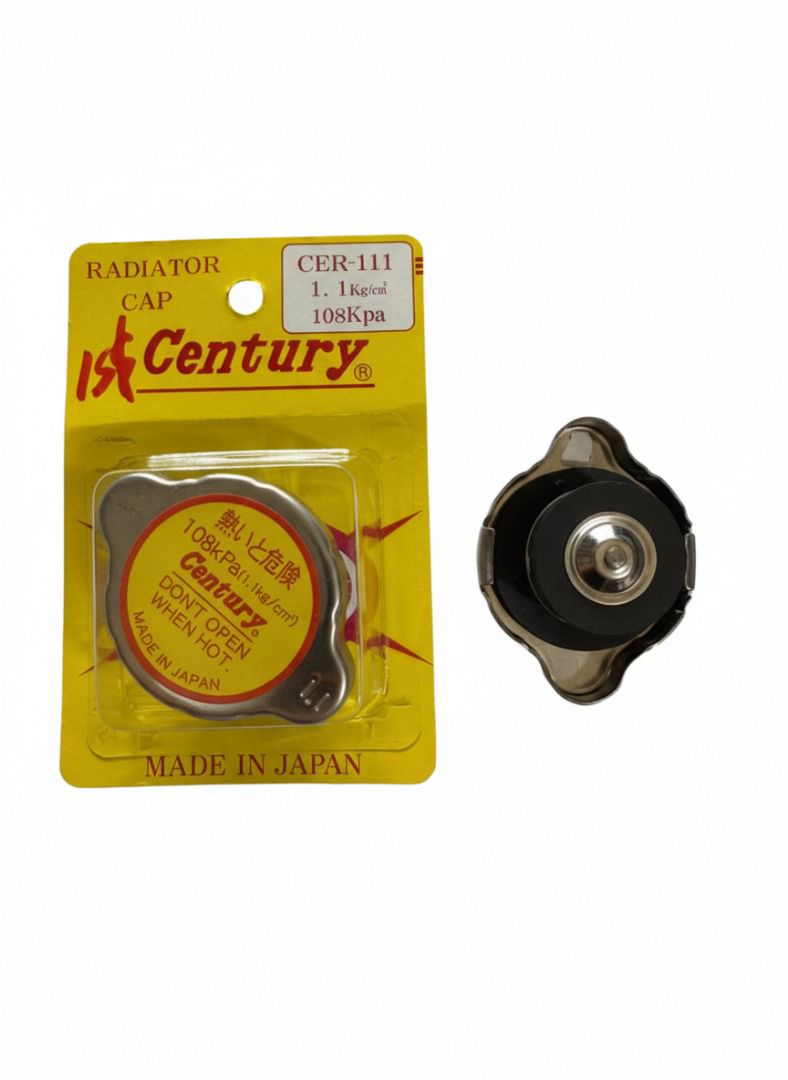 RADIATOR
CAP
CER-111
1.1Kg/cm²
108Kpa
Century®
熱いと危険
108kPa(1.1kg/cm²)
Century®
DON'T OPEN
WHEN HOT.
MADE IN JAPAN
MADE IN JAPAN